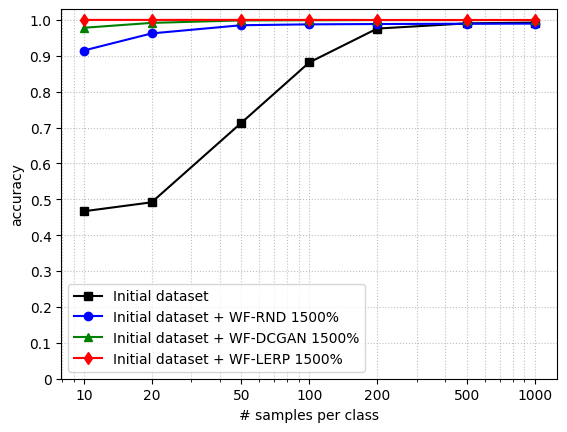 1.0
0.9
0.8
0.7
0.6
0.5
0.4
0.3
0.2
0.1
0
accuracy
Initial dataset
Initial dataset + WF-RND 1500%
Initial dataset + WF-DCGAN 1500%
Initial dataset + WF-LERP 1500%
10 20 50 100 200 500 1000
# samples per class